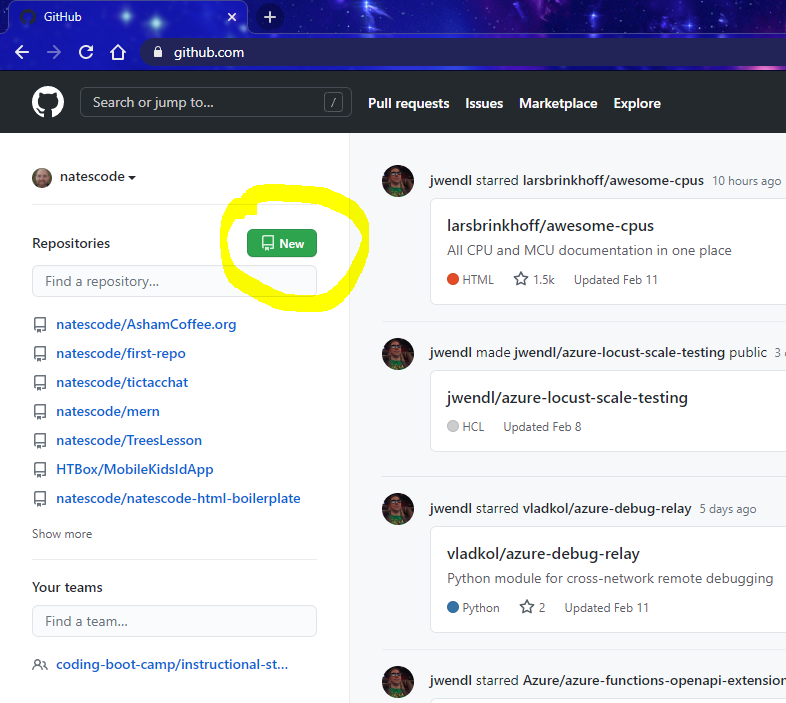 GitHub
github.com
Search or jump to... /
Pull requests Issues Marketplace Explore
natescode
Repositories
New
Find a repository...
natescode/AshamCoffee.org
natescode/first-repo
natescode/tictacchat
natescode/mern
natescode/TreesLesson
HTBox/MobileKidsIdApp
natescode/natescode-html-boilerplate
Show more
Your teams
Find a team...
coding-boot-camp/instructional-st...
jwendl starred larsbrinkhoff/awesome-cpus 10 hours ago
larsbrinkhoff/awesome-cpus
All CPU and MCU documentation in one place
HTML 1.5k Updated Feb 11
jwendl made jwendl/azure-locust-scale-testing public 3
jwendl/azure-locust-scale-testing
HCL Updated Feb 8
jwendl starred vladkol/azure-debug-relay 5 days ago
vladkol/azure-debug-relay
Python module for cross-network remote debugging
Python 2 Updated Feb 11
jwendl starred Azure/azure-functions-openapi-extension